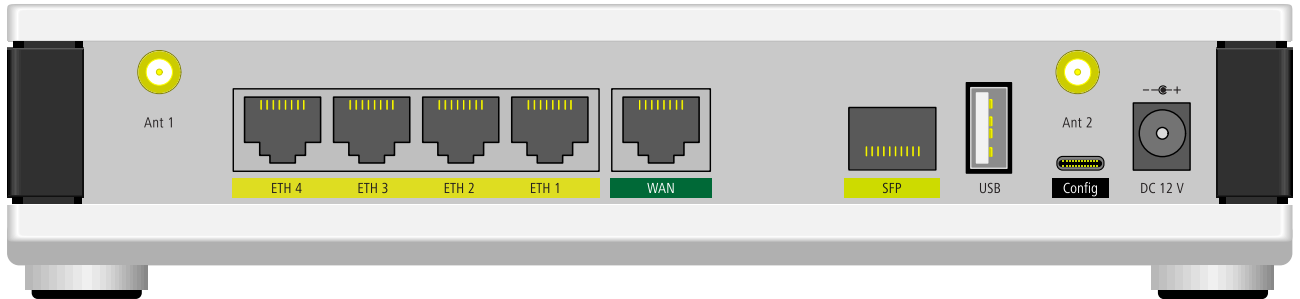 Ant 1
ETH 4
ETH 3
ETH 2
ETH 1
WAN
SFP
USB
Ant 2
Config
DC 12 V